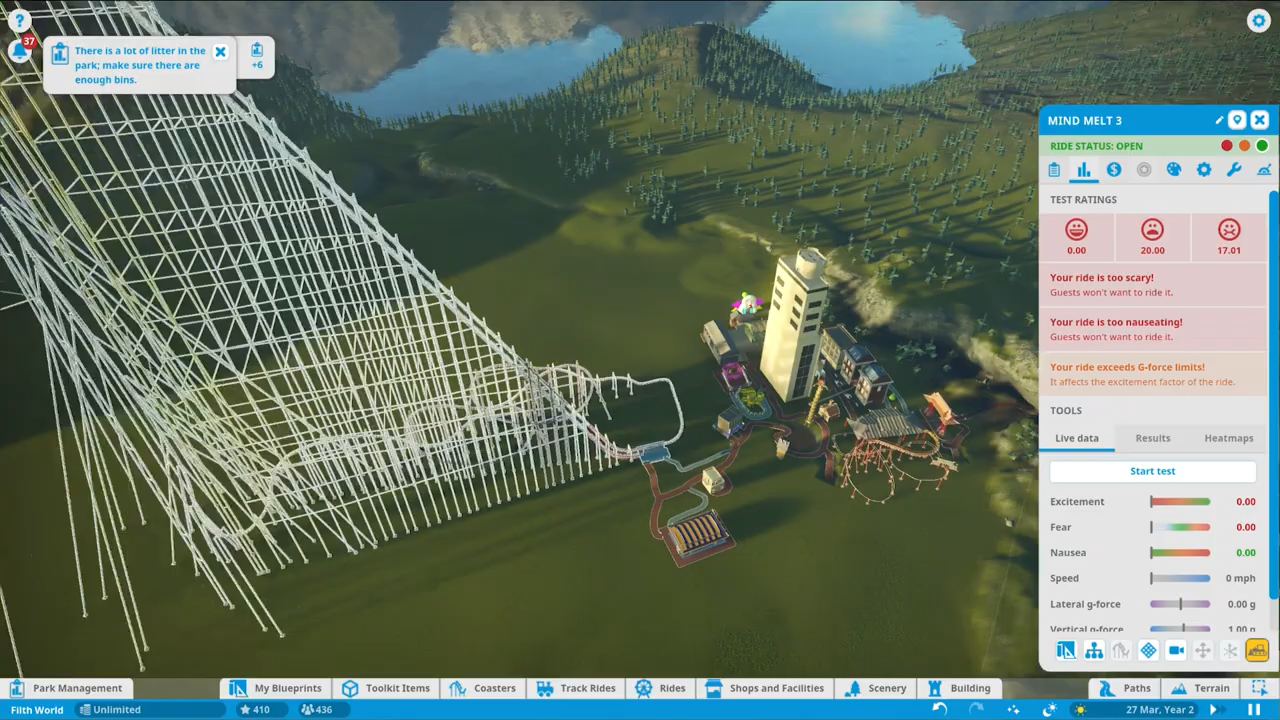 ?
37
There is a lot of litter in the
park; make sure there are
enough bins.
+6
MIND MELT 3
RIDE STATUS: OPEN
TEST RATINGS
0.00
20.00
17.01
Your ride is too scary!
Guests won't want to ride it.
Your ride is too nauseating!
Guests won't want to ride it.
Your ride exceeds G-force limits!
It affects the excitement factor of the ride.
TOOLS
Live data
Results
Heatmaps
Start test
Excitement 0.00
Fear 0.00
Nausea 0.00
Speed 0 mph
Lateral g-force 0.00 g
Vertical g-force 1.00 g
Park Management
My Blueprints
Toolkit Items
Coasters
Track Rides
Rides
Shops and Facilities
Scenery
Building
Paths
Terrain
Filth World
Unlimited
410
436
27 Mar, Year 2